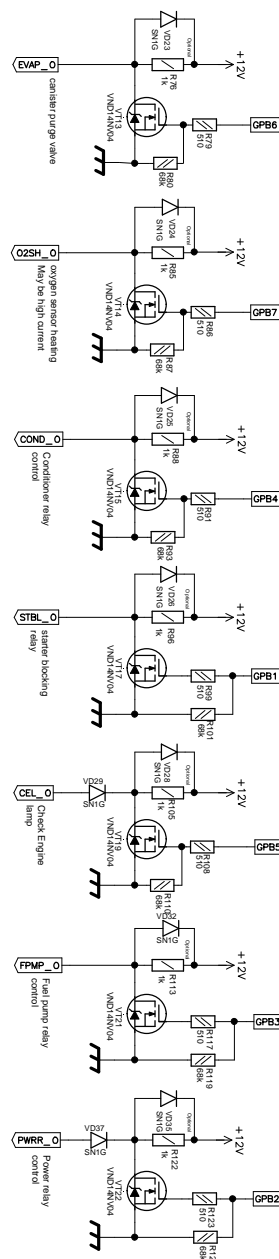 +12V
GPB6
Optional
VD23
SN1G
R76
1k
R79
510
R80
68k
VT13
VND14NV04
EVAP_O
canister purge valve
+12V
GPB7
Optional
VD24
SN1G
R85
1k
R86
510
R87
68k
VT14
VND14NV04
O2SH_O
oxygen sensor heating
May be high current
+12V
GPB4
Optional
VD25
SN1G
R88
1k
R91
510
R93
68k
VT15
VND14NV04
COND_O
Conditioner relay
control
+12V
GPB1
Optional
VD26
SN1G
R96
1k
R99
510
R101
68k
VT17
VND14NV04
STBL_O
starter blocking
relay
+12V
GPB5
Optional
VD28
SN1G
R105
1k
R108
510
R110
68k
VT19
VND14NV04
VD29
SN1G
CEL_O
Check Engine
lamp
+12V
GPB3
Optional
VD32
SN1G
R113
1k
R117
510
R119
68k
VT21
VND14NV04
FPMP_O
Fuel pump relay
control
+12V
GPB2
Optional
VD35
SN1G
R122
1k
R123
510
68k
VT22
VND14NV04
VD37
SN1G
PWRR_O
Power relay
control